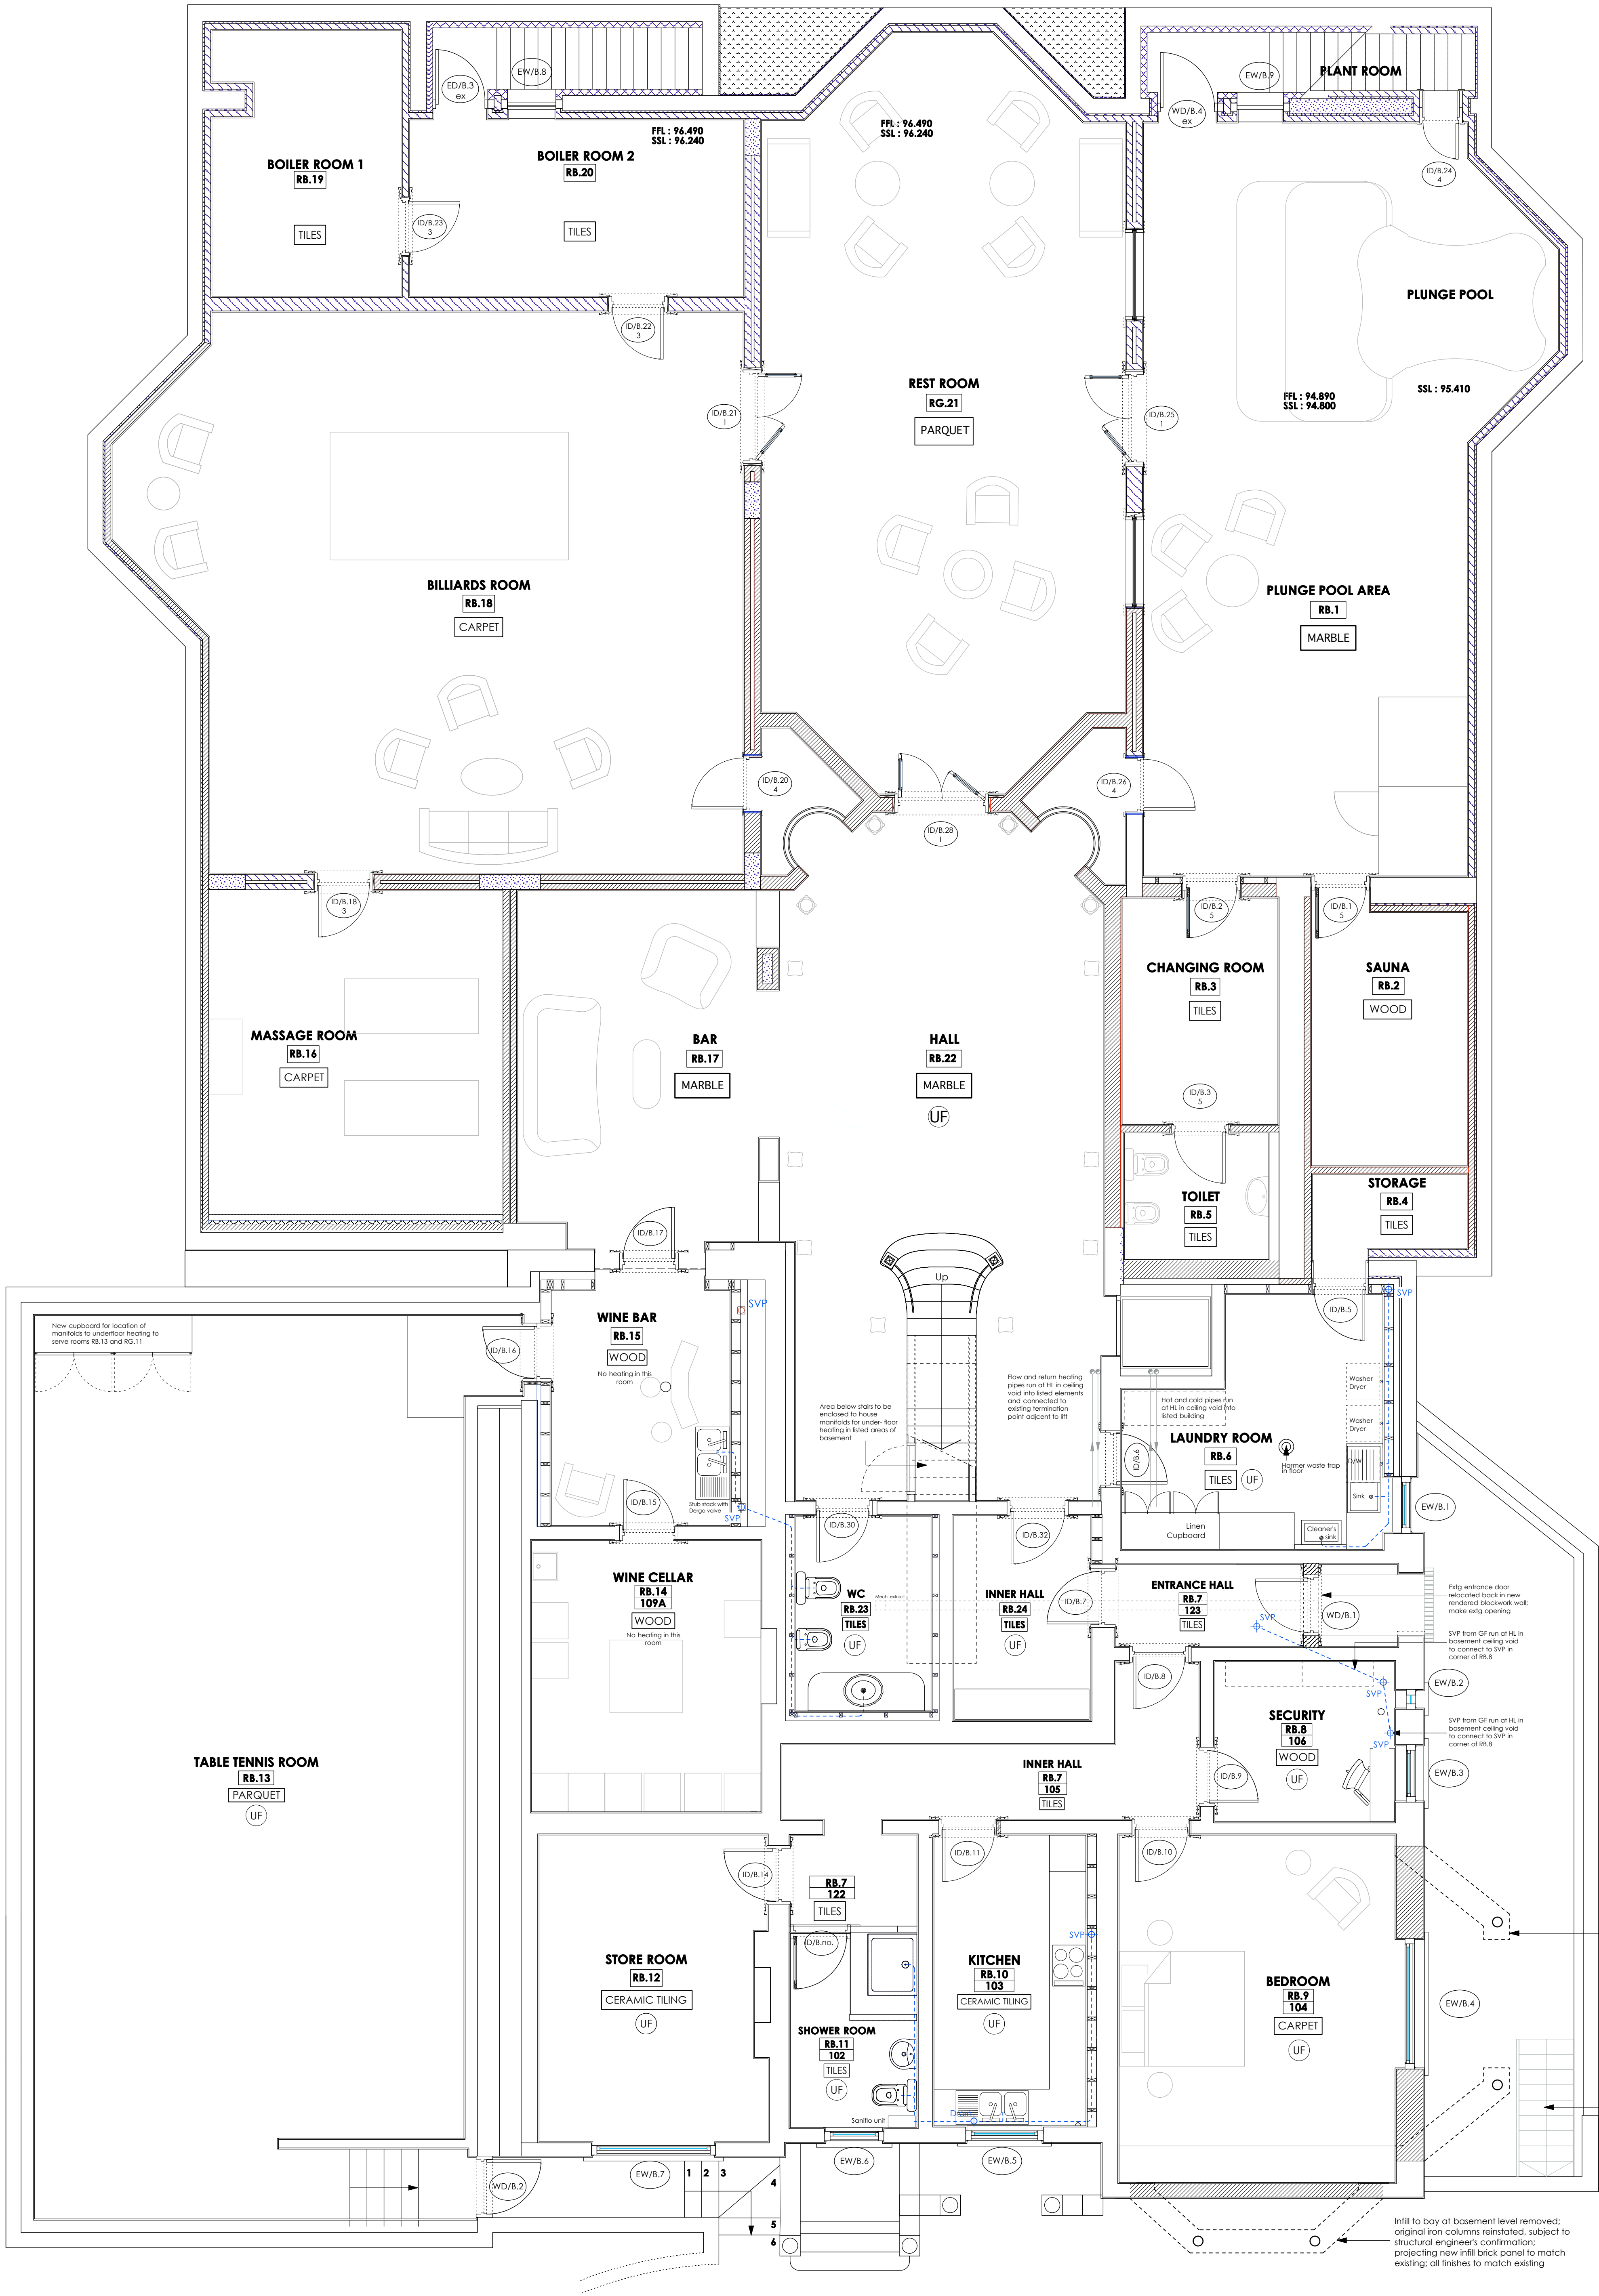 PLANT ROOM
ED/B.3
ex
EW/B.8
EW/B.9
WD/B.4
ex
FFL : 96.490
SSL : 96.240
FFL : 96.490
SSL : 96.240
BOILER ROOM 1
RB.19
TILES
BOILER ROOM 2
RB.20
TILES
ID/B.23
3
ID/B.24
4
PLUNGE POOL
ID/B.22
3
REST ROOM
RG.21
PARQUET
ID/B.21
1
ID/B.25
1
FFL : 94.890
SSL : 94.800
SSL : 95.410
BILLIARDS ROOM
RB.18
CARPET
PLUNGE POOL AREA
RB.1
MARBLE
ID/B.20
4
ID/B.26
4
ID/B.28
1
ID/B.18
3
ID/B.2
5
ID/B.1
5
CHANGING ROOM
RB.3
TILES
SAUNA
RB.2
WOOD
MASSAGE ROOM
RB.16
CARPET
BAR
RB.17
MARBLE
HALL
RB.22
MARBLE
UF
ID/B.3
5
TOILET
RB.5
TILES
STORAGE
RB.4
TILES
ID/B.17
Up
SVP
SVP
ID/B.5
New cupboard for location of
manifolds to underfloor heating to
serve rooms RB.13 and RG.11
ID/B.16
WINE BAR
RB.15
WOOD
No heating in this
room
Area below stairs to be
enclosed to house
manifolds for under- floor
heating in listed areas of
basement
Flow and return heating
pipes run at HL in ceiling
void into listed elements
and connected to
existing termination
point adjcent to lift
Hot and cold pipes run
at HL in ceiling void into
listed building
Washer
Dryer
Washer
Dryer
LAUNDRY ROOM
RB.6
TILES
UF
ID/B.6
Harmer waste trap
in floor
D/W
Sink
Linen
Cupboard
Cleaner's
sink
EW/B.1
ID/B.15
Stub stack with
Dergo valve
SVP
ID/B.30
ID/B.32
WINE CELLAR
RB.14
109A
WOOD
No heating in this
room
WC
RB.23
TILES
UF
Mech. extract
INNER HALL
RB.24
TILES
UF
ID/B.7
ENTRANCE HALL
RB.7
123
TILES
SVP
WD/B.1
Extg entrance door
relocated back in new
rendered blockwork wall;
make extg opening
SVP from GF run at HL in
basement ceiling void
to connect to SVP in
corner of RB.8
ID/B.8
SVP
EW/B.2
SECURITY
RB.8
106
WOOD
UF
SVP
SVP from GF run at HL in
basement ceiling void
to connect to SVP in
corner of RB.8
EW/B.3
TABLE TENNIS ROOM
RB.13
PARQUET
UF
INNER HALL
RB.7
105
TILES
ID/B.9
ID/B.11
ID/B.10
ID/B.14
RB.7
122
TILES
ID/B.no.
SVP
STORE ROOM
RB.12
CERAMIC TILING
UF
KITCHEN
RB.10
103
CERAMIC TILING
UF
BEDROOM
RB.9
104
CARPET
UF
EW/B.4
SHOWER ROOM
RB.11
102
TILES
UF
Saniflo unit
Drain
WD/B.2
EW/B.7
EW/B.6
EW/B.5
1 2 3
4
5
6
Infill to bay at basement level removed;
original iron columns reinstated, subject to
structural engineer's confirmation;
projecting new infill brick panel to match
existing; all finishes to match existing